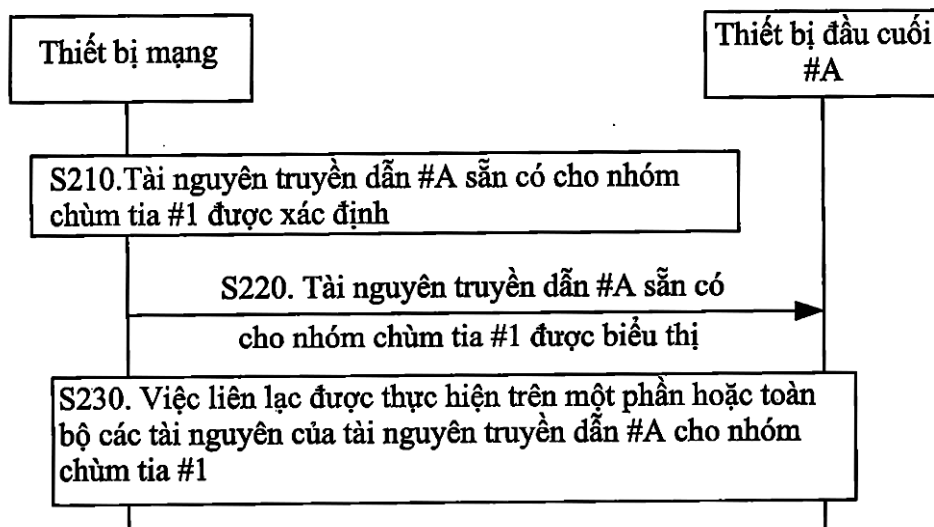 Thiết bị mạng
Thiết bị đầu cuối
#A
S210.Tài nguyên truyền dẫn #A sẵn có cho nhóm
chùm tia #1 được xác định
S220. Tài nguyên truyền dẫn #A sẵn có
cho nhóm chùm tia #1 được biểu thị
S230. Việc liên lạc được thực hiện trên một phần hoặc toàn
bộ các tài nguyên của tài nguyên truyền dẫn #A cho nhóm
chùm tia #1